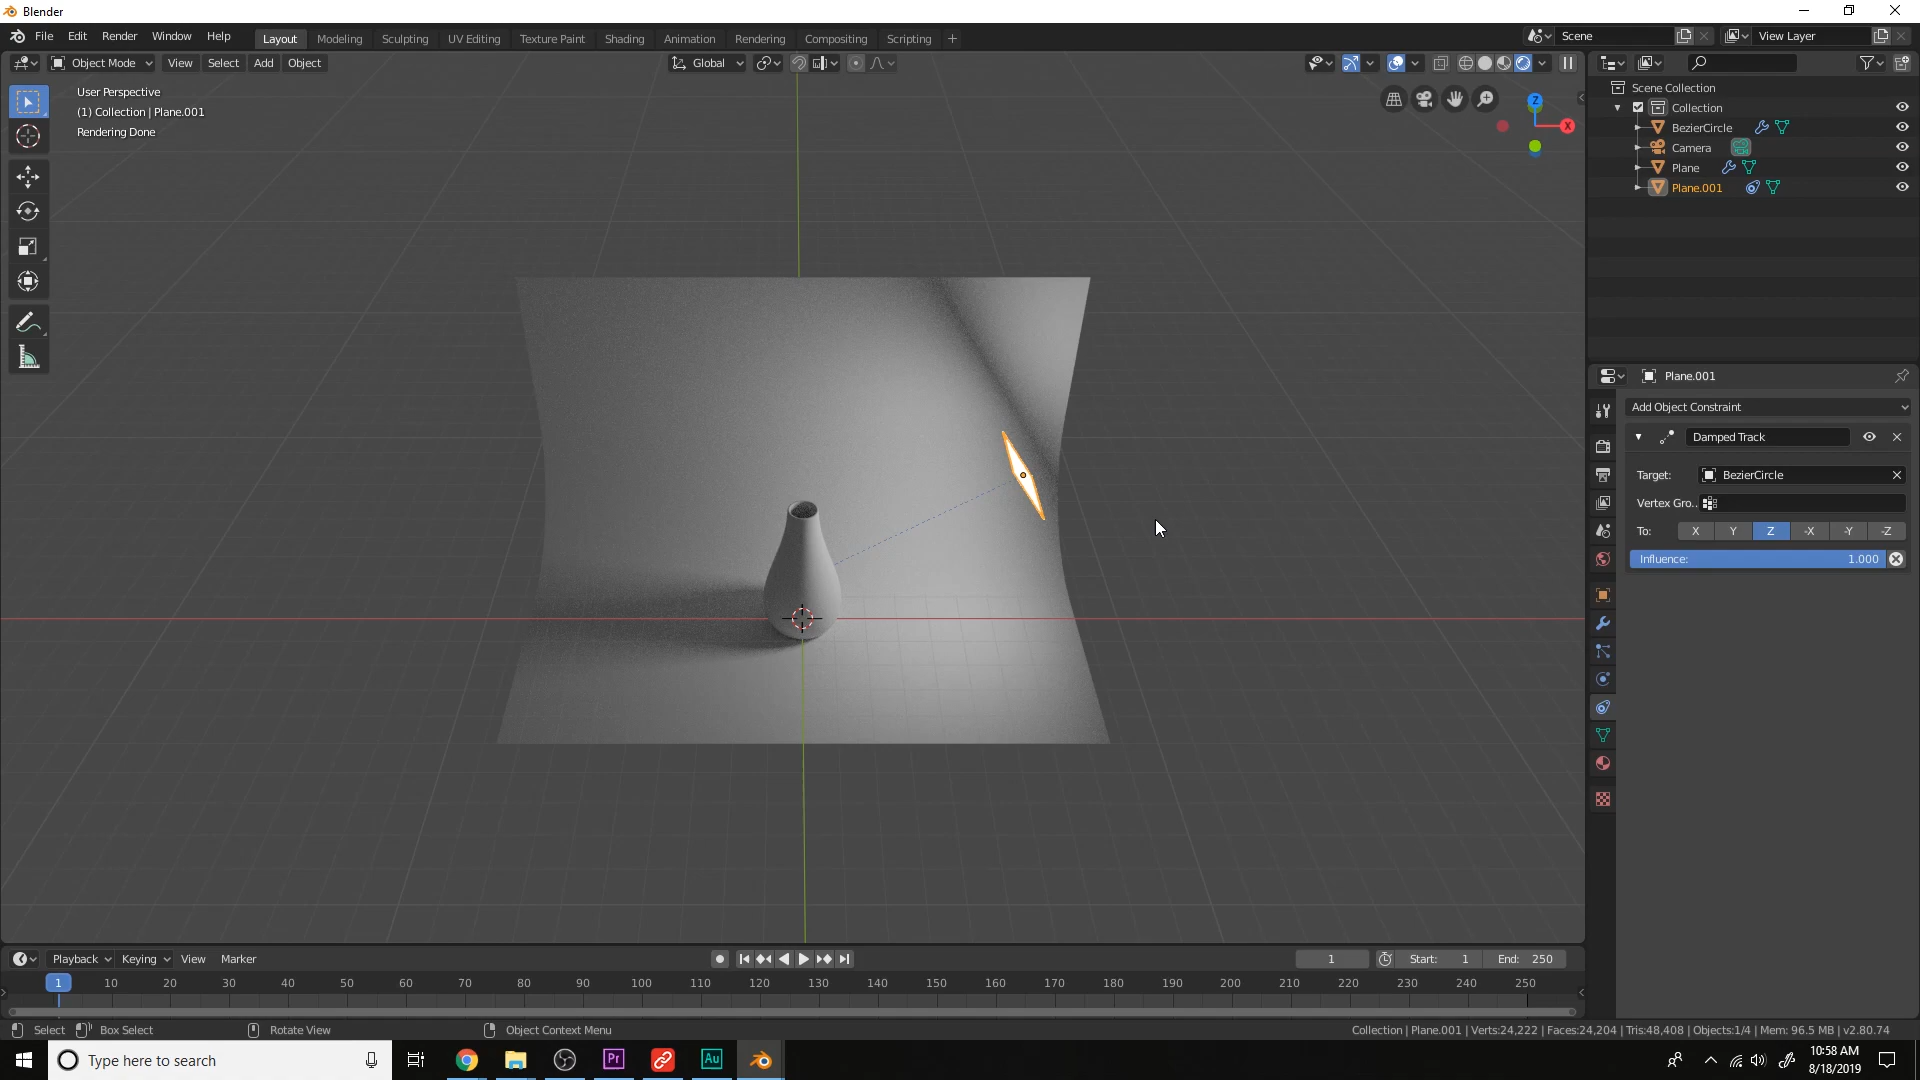 Blender
File Edit Render Window Help
Layout Modeling Sculpting UV Editing Texture Paint Shading Animation Rendering Compositing Scripting +
Scene
View Layer
Object Mode View Select Add Object
Global
User Perspective
(1) Collection | Plane.001
Rendering Done
Z
X
Scene Collection
Collection
BezierCircle
Camera
Plane
Plane.001
Plane.001
Add Object Constraint
Damped Track
Target: BezierCircle
Vertex Gro..
To: X Y Z -X -Y -Z
Influence: 1.000
Playback Keying View Marker
1 Start: 1 End: 250
1 10 20 30 40 50 60 70 80 90 100 110 120 130 140 150 160 170 180 190 200 210 220 230 240 250
Select Box Select Rotate View Object Context Menu
Collection | Plane.001 | Verts:24,222 | Faces:24,204 | Tris:48,408 | Objects:1/4 | Mem: 96.5 MB | v2.80.74
Type here to search
Pr
Au
10:58 AM
8/18/2019